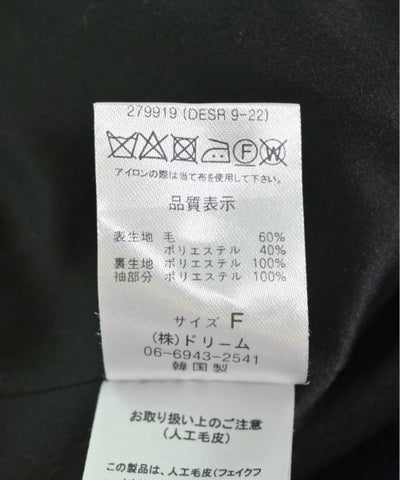 279919 (DESR 9-22)
F W
アイロンの際は当て布を使用して下さい。
品質表示
表生地 毛 60%
ポリエステル 40%
裏生地 ポリエステル 100%
袖部分 ポリエステル 100%
サイズ F
(株)ドリーム
06-6943-2541
韓国製
お取り扱い上のご注意
(人工毛皮)
この製品は、人工毛皮(フェイクフ